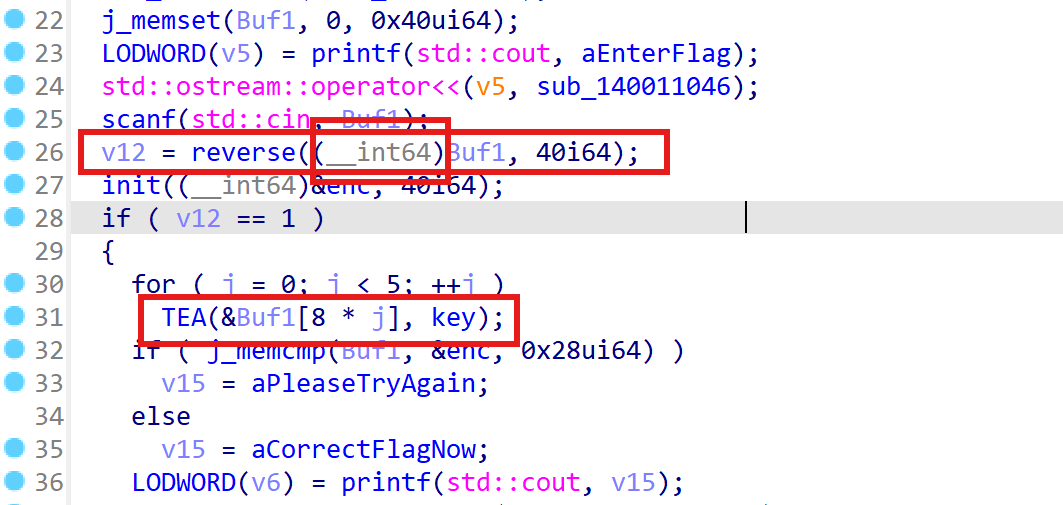 22 j_memset(Buf1, 0, 0x40ui64);
23 LODWORD(v5) = printf(std::cout, aEnterFlag);
24 std::ostream::operator<<(v5, sub_140011046);
25 scanf(std::cin, Buf1);
26 v12 = reverse((__int64)Buf1, 40i64);
27 init((__int64)&enc, 40i64);
28 if ( v12 == 1 )
29 {
30 for ( j = 0; j < 5; ++j )
31 TEA(&Buf1[8 * j], key);
32 if ( j_memcmp(Buf1, &enc, 0x28ui64) )
33 v15 = aPleaseTryAgain;
34 else
35 v15 = aCorrectFlagNow;
36 LODWORD(v6) = printf(std::cout, v15);